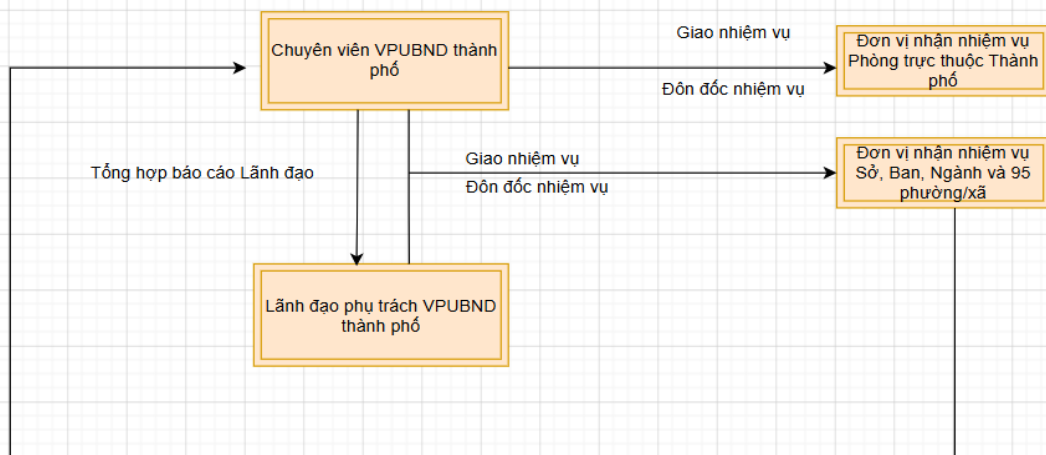 Chuyên viên VPUBND thành
phố
Giao nhiệm vụ
Đôn đốc nhiệm vụ
Đơn vị nhận nhiệm vụ
Phòng trực thuộc Thành
phố
Tổng hợp báo cáo Lãnh đạo
Giao nhiệm vụ
Đôn đốc nhiệm vụ
Đơn vị nhận nhiệm vụ
Sở, Ban, Ngành và 95
phường/xã
Lãnh đạo phụ trách VPUBND
thành phố